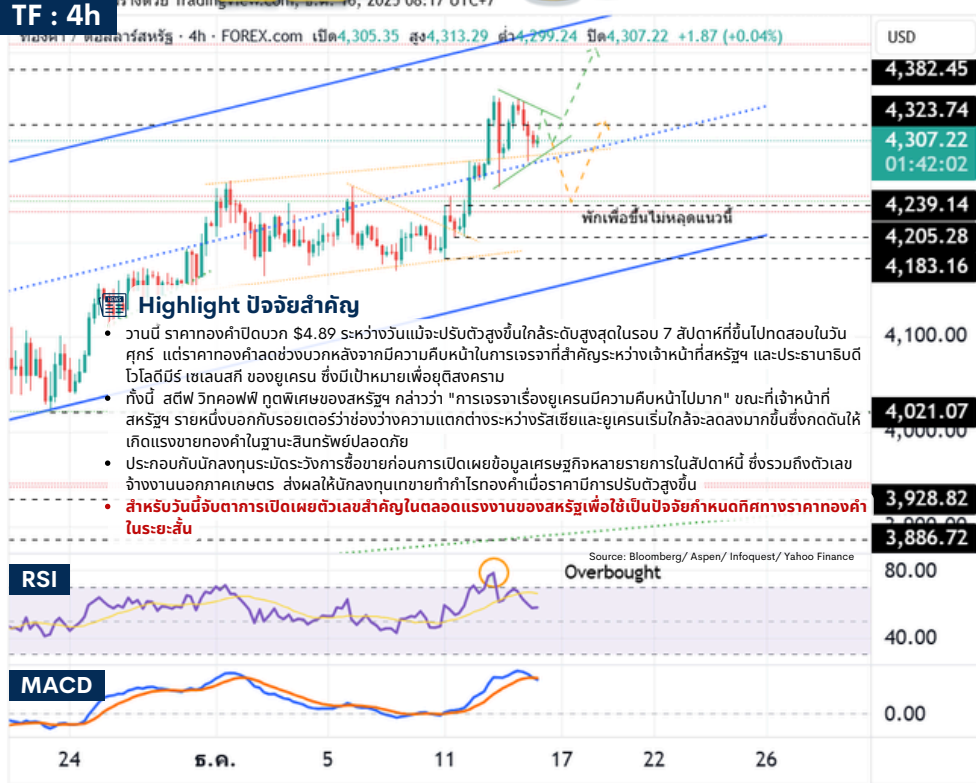 TF : 4h
TradingView.com, ธ.ค. 16, 2025 06:17 UTC+7
ทองคำ / ดอลลาร์สหรัฐ · 4h · FOREX.com เปิด4,305.35 สูง4,313.29 ต่ำ4,299.24 ปิด4,307.22 +1.87 (+0.04%)
USD
4,382.45
4,323.74
4,307.22
01:42:02
4,239.14
พักเพื่อขึ้นไม่หลุดแนวนี้
4,205.28
4,183.16
Highlight ปัจจัยสำคัญ
• วานนี้ ราคาทองคำปิดบวก $4.89 ระหว่างวันแม้จะปรับตัวสูงขึ้นใกล้ระดับสูงสุดในรอบ 7 สัปดาห์ที่ขึ้นไปทดสอบในวัน
ศุกร์ แต่ราคาทองคำลดช่วงบวกหลังจากมีความคืบหน้าในการเจรจาที่สำคัญระหว่างเจ้าหน้าที่สหรัฐฯ และประธานาธิบดี
โวโลดีมีร์ เซเลนสกี ของยูเครน ซึ่งมีเป้าหมายเพื่อยุติสงคราม
• ทั้งนี้ สตีฟ วิทคอฟฟ์ ทูตพิเศษของสหรัฐฯ กล่าวว่า "การเจรจาเรื่องยูเครนมีความคืบหน้าไปมาก" ขณะที่เจ้าหน้าที่
สหรัฐฯ รายหนึ่งบอกกับรอยเตอร์ว่าช่องว่างความแตกต่างระหว่างรัสเซียและยูเครนเริ่มใกล้จะลดลงมากขึ้นซึ่งกดดันให้
เกิดแรงขายทองคำในฐานะสินทรัพย์ปลอดภัย
• ประกอบกับนักลงทุนระมัดระวังการซื้อขายก่อนการเปิดเผยข้อมูลเศรษฐกิจหลายรายการในสัปดาห์นี้ ซึ่งรวมถึงตัวเลข
จ้างงานนอกภาคเกษตร ส่งผลให้นักลงทุนเทขายทำกำไรทองคำเมื่อราคามีการปรับตัวสูงขึ้น
• สำหรับวันนี้จับตาการเปิดเผยตัวเลขสำคัญในตลาดแรงงานของสหรัฐเพื่อใช้เป็นปัจจัยกำหนดทิศทางราคาทองคำ
ในระยะสั้น
4,100.00
4,021.07
4,000.00
3,928.82
3,886.72
Source: Bloomberg/ Aspen/ Infoquest/ Yahoo Finance
RSI
Overbought
80.00
40.00
MACD
0.00
24 ธ.ค. 5 11 17 22 26